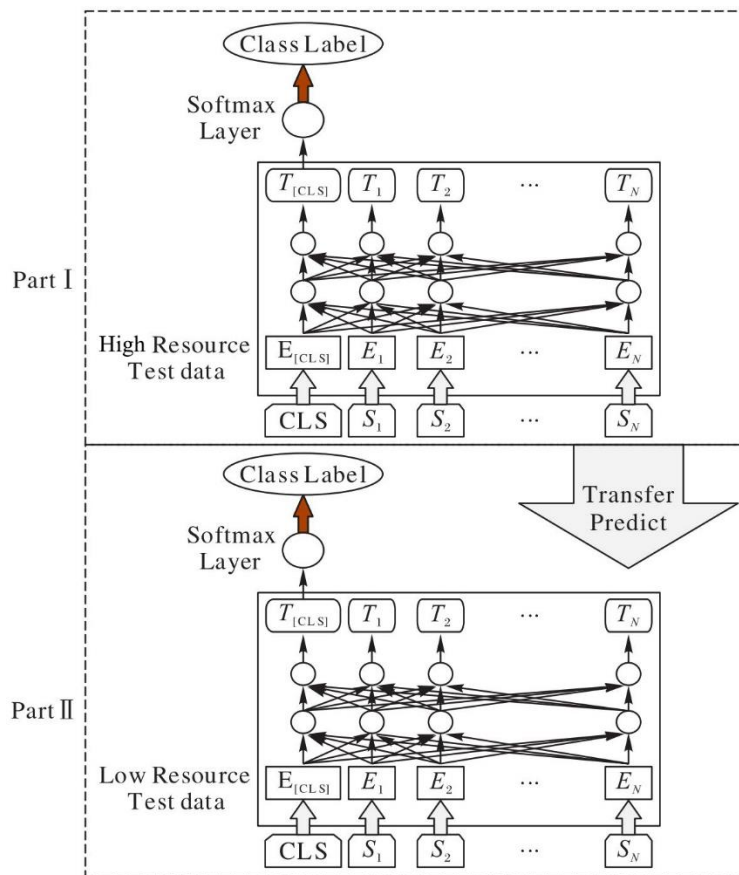 Class Label
Softmax
Layer
T[CLS] T1 T2 ... TN
Part Ⅰ
High Resource
Test data
E[CLS] E1 E2 ... EN
CLS S1 S2 ... SN
Class Label
Transfer
Predict
Softmax
Layer
T[CLS] T1 T2 ... TN
Part Ⅱ
Low Resource
Test data
E[CLS] E1 E2 ... EN
CLS S1 S2 ... SN